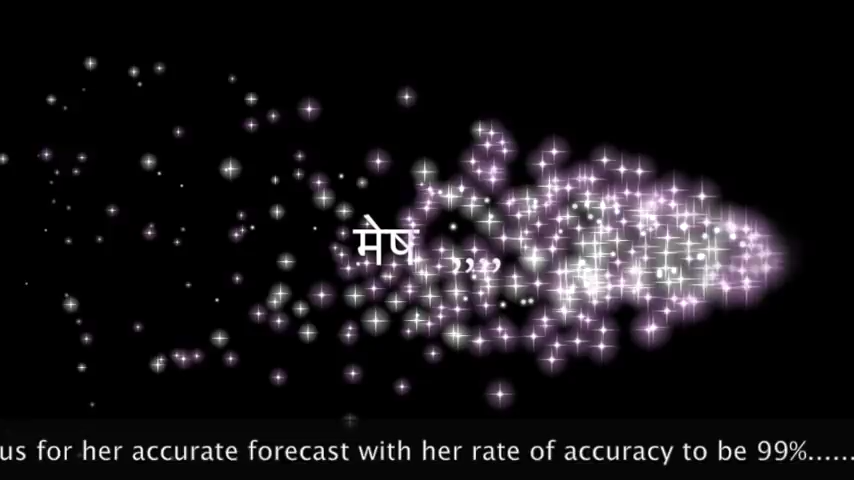 मेष ,,,,
us for her accurate forecast with her rate of accuracy to be 99%......